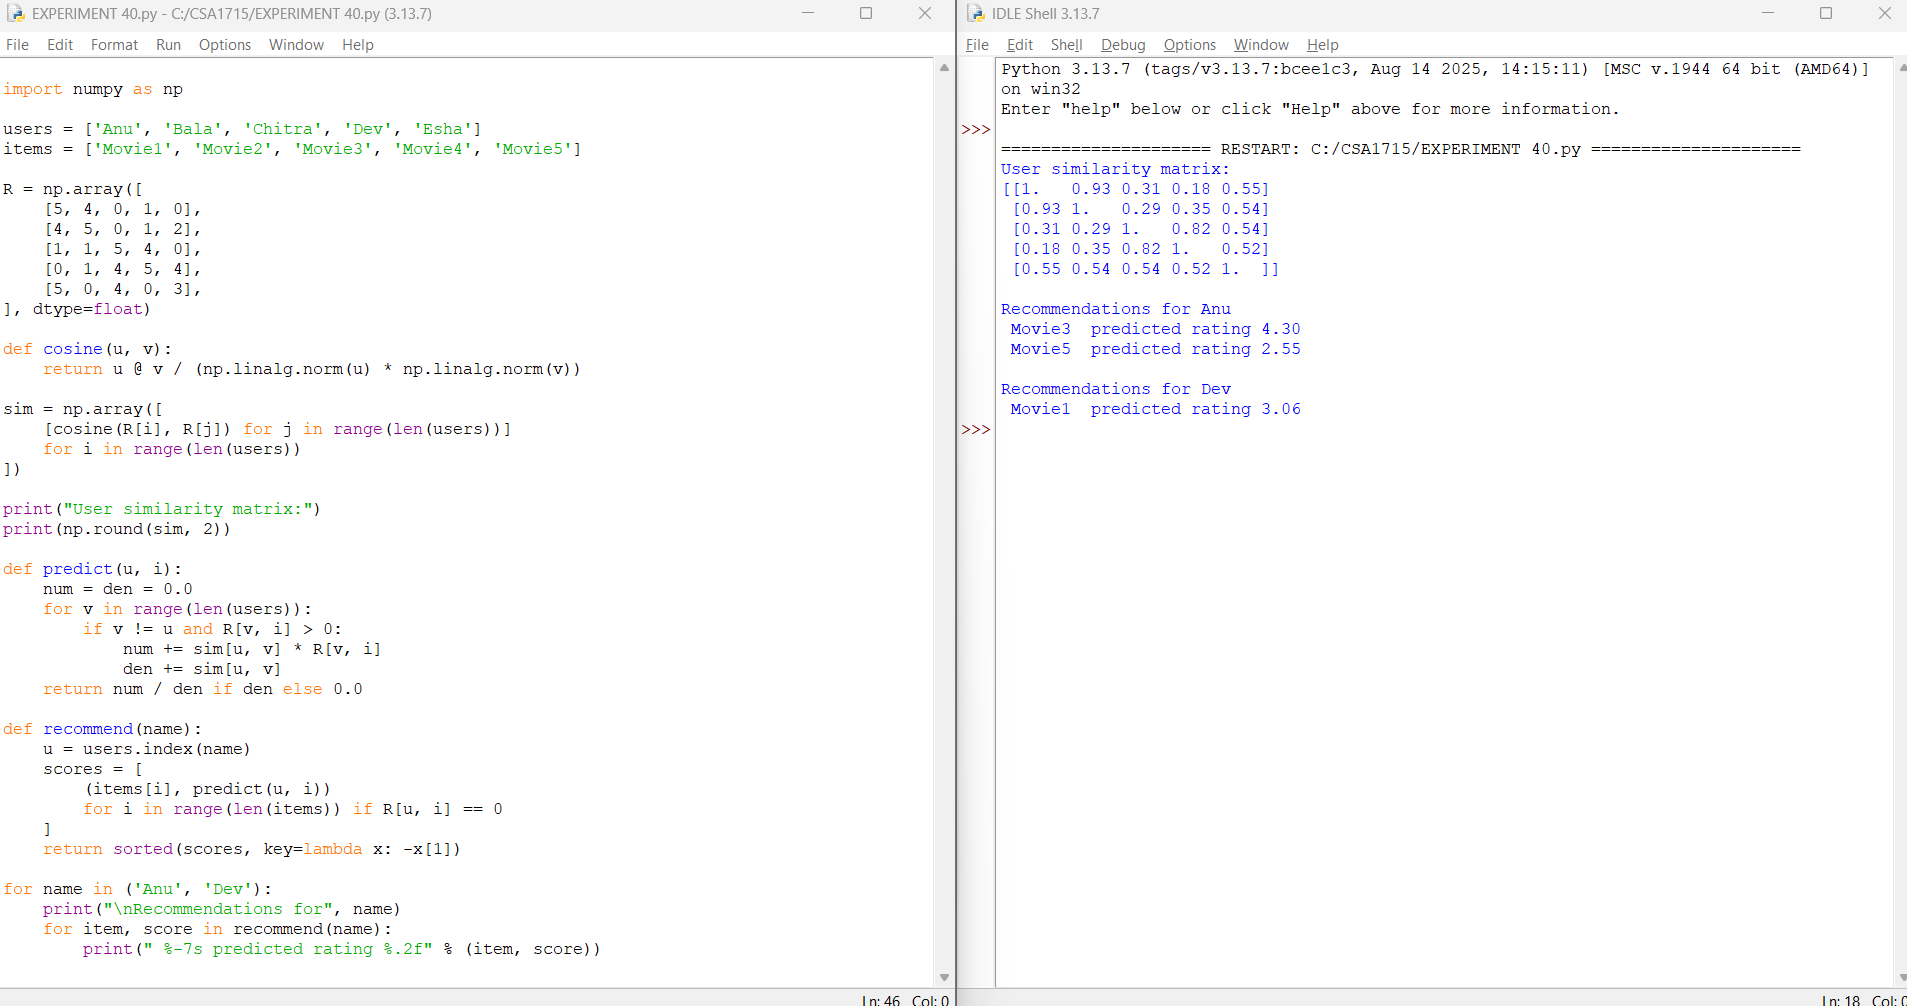 EXPERIMENT 40.py - C:/CSA1715/EXPERIMENT 40.py (3.13.7)
File Edit Format Run Options Window Help
import numpy as np
users = ['Anu', 'Bala', 'Chitra', 'Dev', 'Esha']
items = ['Movie1', 'Movie2', 'Movie3', 'Movie4', 'Movie5']
R = np.array([
    [5, 4, 0, 1, 0],
    [4, 5, 0, 1, 2],
    [1, 1, 5, 4, 0],
    [0, 1, 4, 5, 4],
    [5, 0, 4, 0, 3],
], dtype=float)
def cosine(u, v):
    return u @ v / (np.linalg.norm(u) * np.linalg.norm(v))
sim = np.array([
    [cosine(R[i], R[j]) for j in range(len(users))]
    for i in range(len(users))
])
print("User similarity matrix:")
print(np.round(sim, 2))
def predict(u, i):
    num = den = 0.0
    for v in range(len(users)):
        if v != u and R[v, i] > 0:
            num += sim[u, v] * R[v, i]
            den += sim[u, v]
    return num / den if den else 0.0
def recommend(name):
    u = users.index(name)
    scores = [
        (items[i], predict(u, i))
        for i in range(len(items)) if R[u, i] == 0
    ]
    return sorted(scores, key=lambda x: -x[1])
for name in ('Anu', 'Dev'):
    print("\nRecommendations for", name)
    for item, score in recommend(name):
        print(" %-7s predicted rating %.2f" % (item, score))
Ln: 46 Col: 0
IDLE Shell 3.13.7
File Edit Shell Debug Options Window Help
Python 3.13.7 (tags/v3.13.7:bcee1c3, Aug 14 2025, 14:15:11) [MSC v.1944 64 bit (AMD64)]
on win32
Enter "help" below or click "Help" above for more information.
>>>
===================== RESTART: C:/CSA1715/EXPERIMENT 40.py =====================
User similarity matrix:
[[1.   0.93 0.31 0.18 0.55]
 [0.93 1.   0.29 0.35 0.54]
 [0.31 0.29 1.   0.82 0.54]
 [0.18 0.35 0.82 1.   0.52]
 [0.55 0.54 0.54 0.52 1.  ]]
Recommendations for Anu
 Movie3  predicted rating 4.30
 Movie5  predicted rating 2.55
Recommendations for Dev
 Movie1  predicted rating 3.06
>>>
Ln: 18 Col: 0